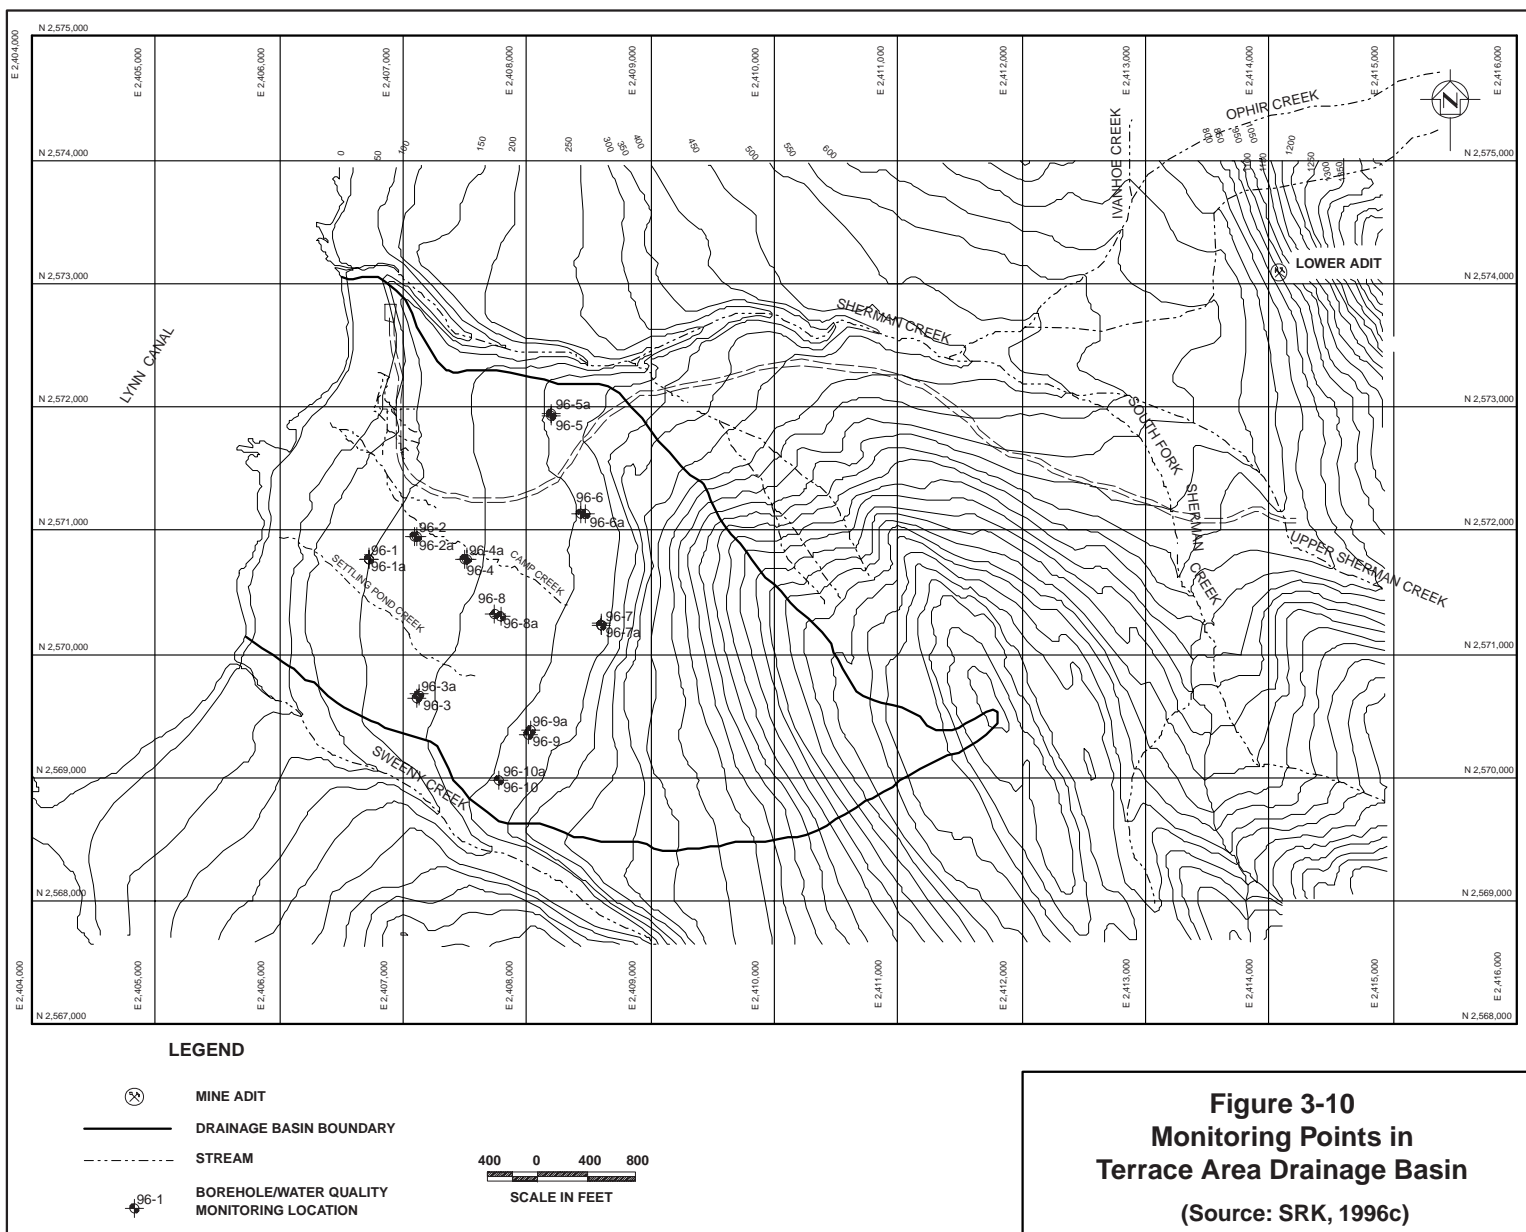 N 2,575,000
E 2,404,000
E 2,405,000
E 2,406,000
E 2,407,000
E 2,408,000
E 2,409,000
E 2,410,000
E 2,411,000
E 2,412,000
E 2,413,000
E 2,414,000
E 2,415,000
E 2,416,000
OPHIR CREEK
IVANHOE CREEK
0
50
100
150
200
250
300
350
400
450
500
550
600
800
850
950
1050
1100
1150
1200
1250
1300
1350
N 2,574,000
N 2,575,000
LOWER ADIT
N 2,573,000
N 2,574,000
SHERMAN CREEK
LYNN CANAL
N 2,572,000
N 2,573,000
96-5a
96-5
SOUTH FORK
SHERMAN
CREEK
96-6
96-6a
N 2,571,000
N 2,572,000
96-2
96-2a
UPPER SHERMAN CREEK
96-1
96-1a
96-4a
96-4
CAMP CREEK
SETTLING POND CREEK
96-8
96-8a
96-7
96-7a
N 2,570,000
N 2,571,000
96-3a
96-3
96-9a
96-9
SWEENY CREEK
96-10a
96-10
N 2,569,000
N 2,570,000
N 2,568,000
N 2,569,000
E 2,404,000
E 2,405,000
E 2,406,000
E 2,407,000
E 2,408,000
E 2,409,000
E 2,410,000
E 2,411,000
E 2,412,000
E 2,413,000
E 2,414,000
E 2,415,000
E 2,416,000
N 2,567,000
N 2,568,000
Z
LEGEND
MINE ADIT
DRAINAGE BASIN BOUNDARY
STREAM
96-1
BOREHOLE/WATER QUALITY
MONITORING LOCATION
400 0 400 800
SCALE IN FEET
Figure 3-10
Monitoring Points in
Terrace Area Drainage Basin
(Source: SRK, 1996c)